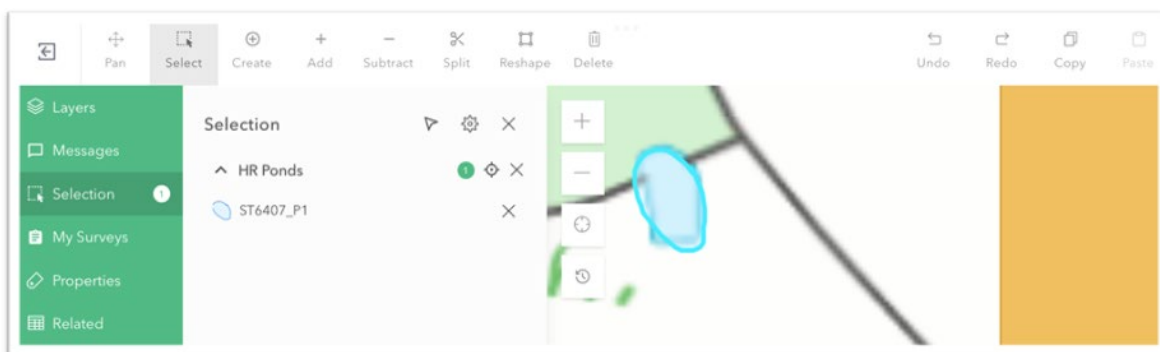 Pan Select Create Add Subtract Split Reshape Delete Undo Redo Copy Paste
Layers
Messages
Selection 1
My Surveys
Properties
Related
Selection
HR Ponds 1
ST6407_P1